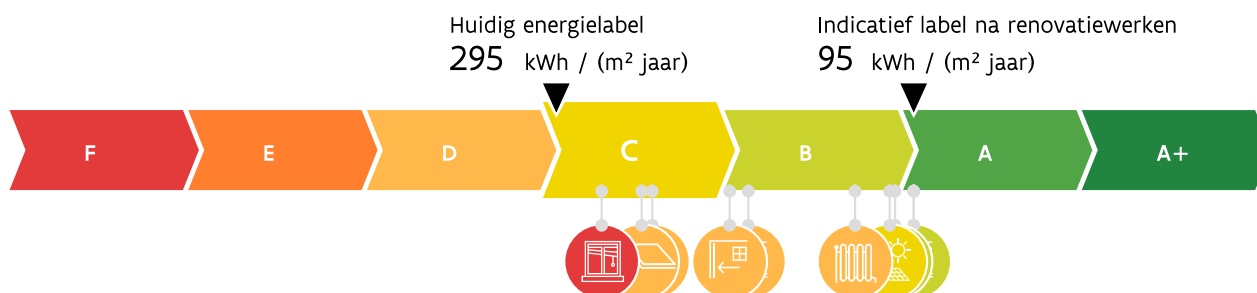 Huidig energielabel
295 kWh / (m² jaar)
Indicatief label na renovatiewerken
95 kWh / (m² jaar)
F E D C B A A+